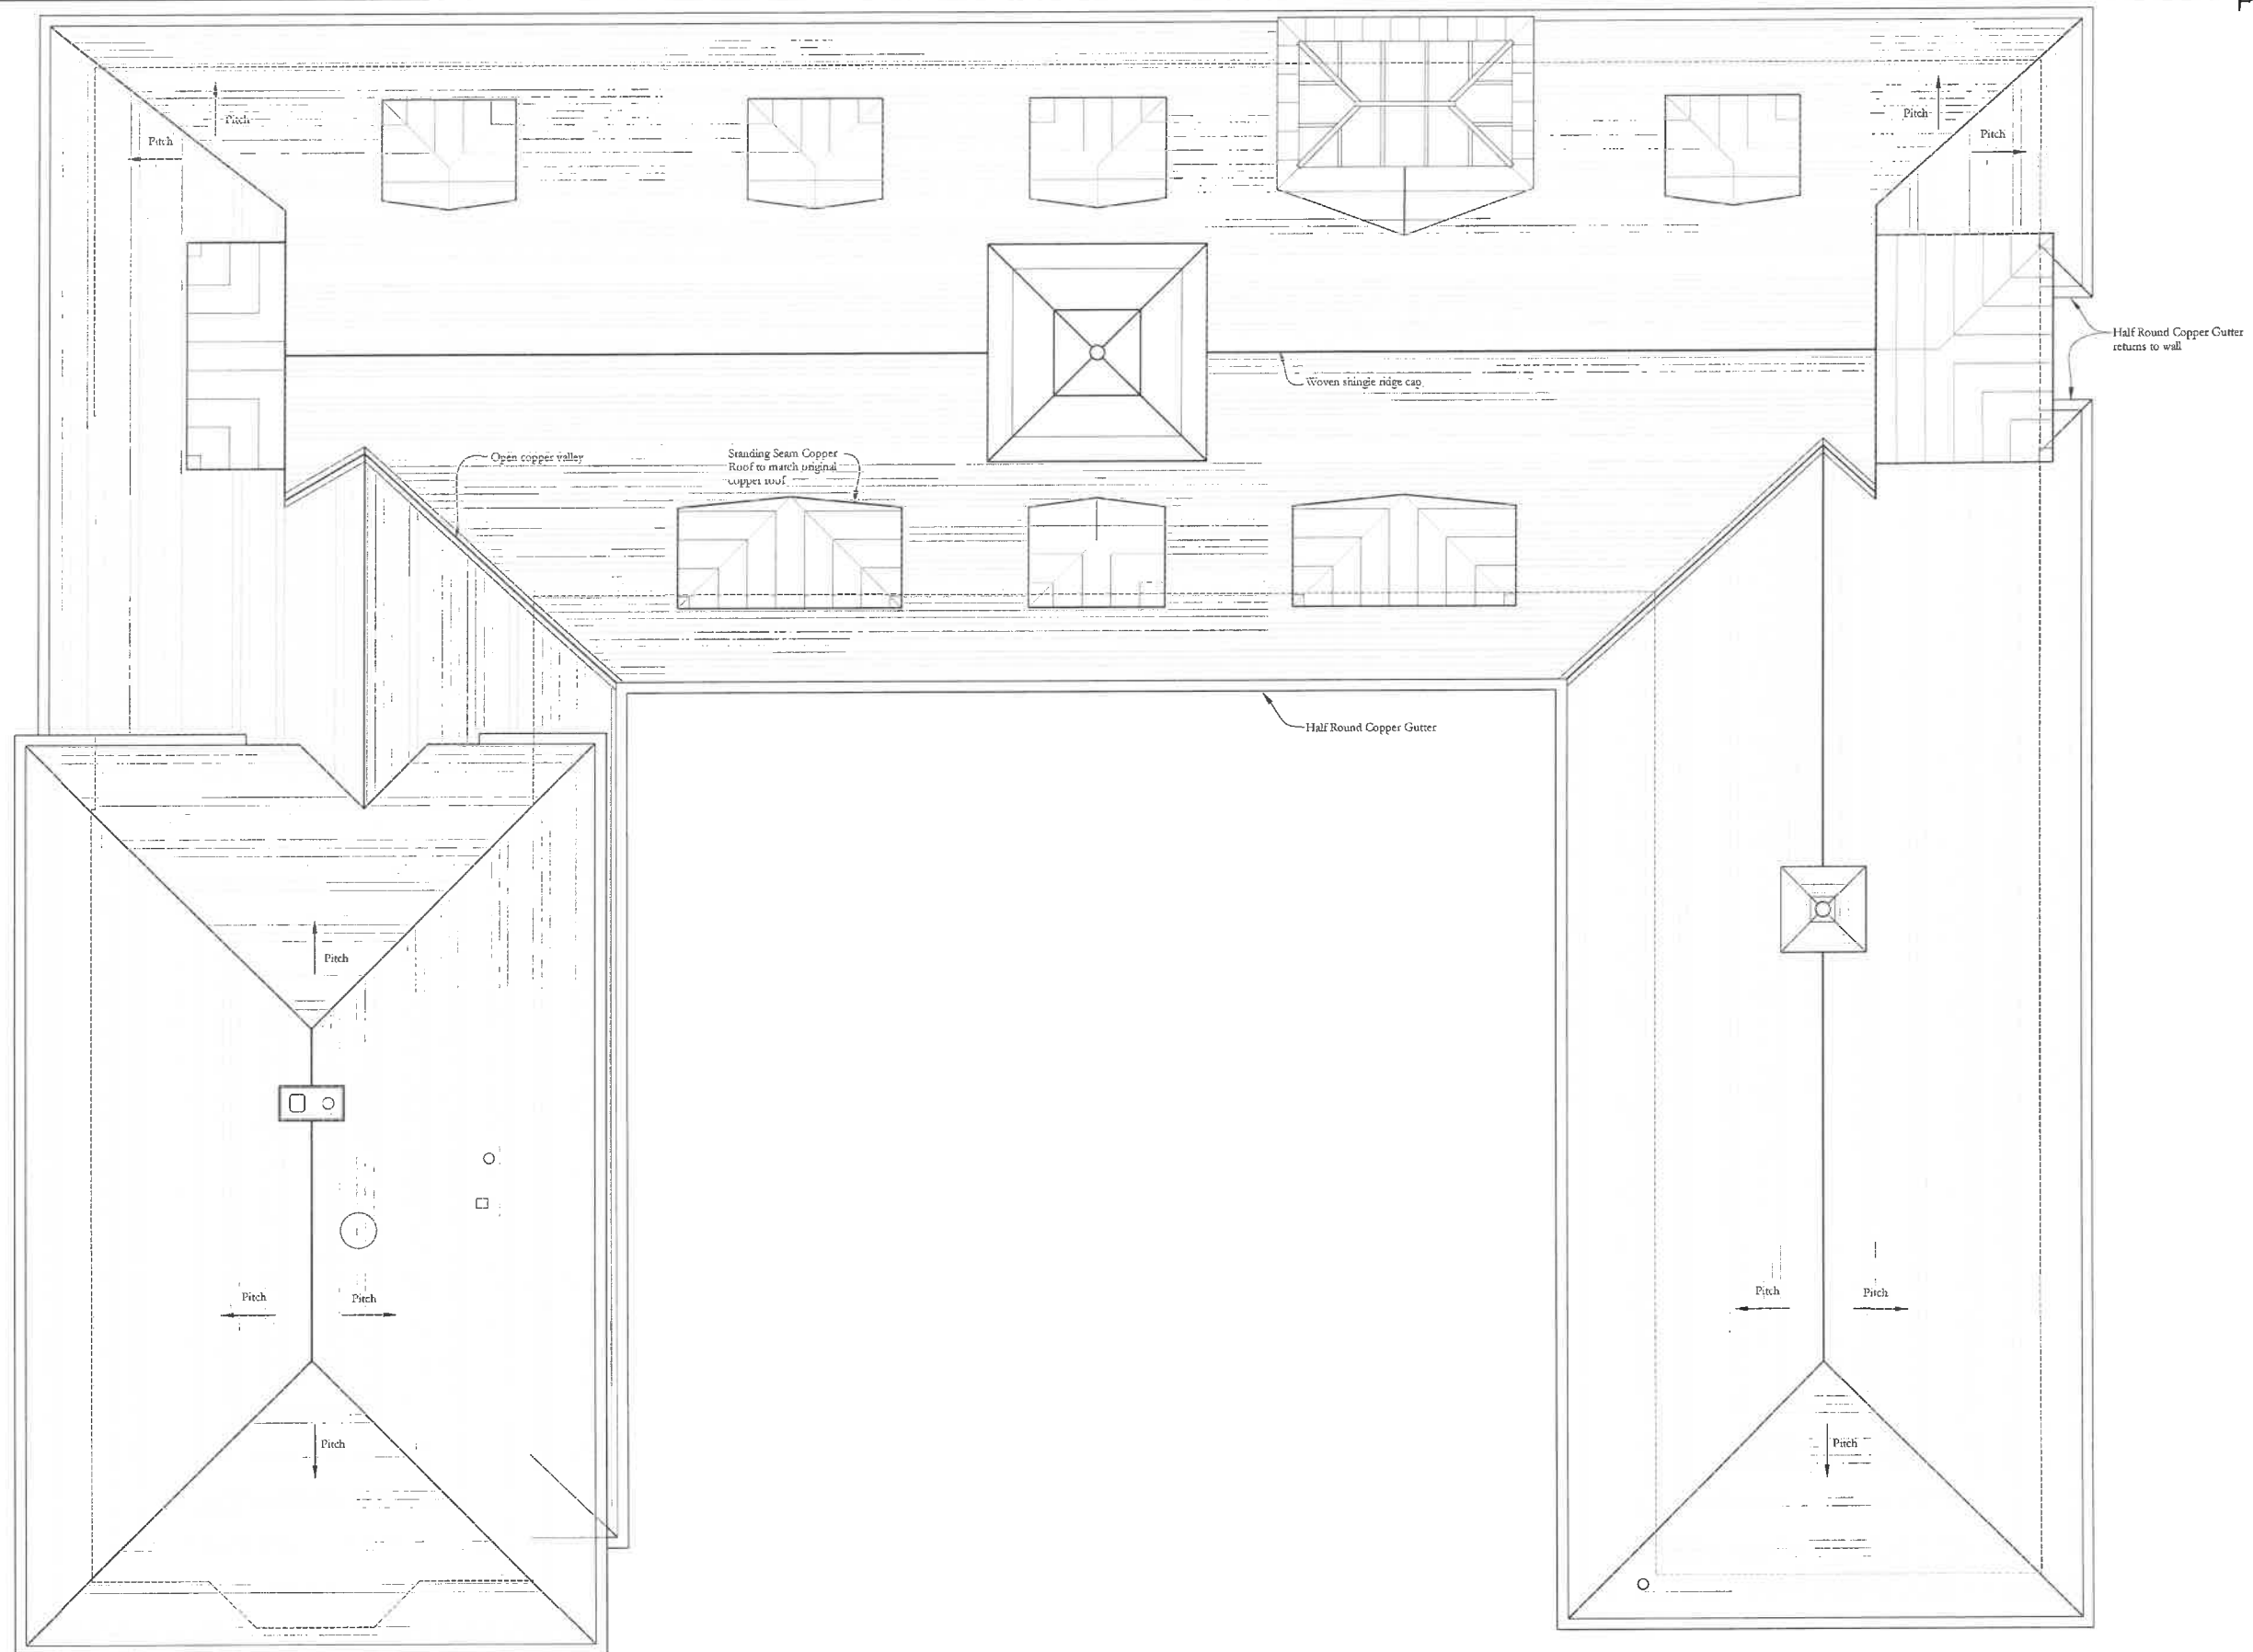 Pitch
Pitch
Pitch
Pitch
Half Round Copper Gutter
returns to wall
Woven shingle ridge cap
Open copper valley
Standing Seam Copper
Roof to match original
copper roof
Half Round Copper Gutter
Pitch
Pitch
Pitch
Pitch
Pitch
Pitch
Pitch